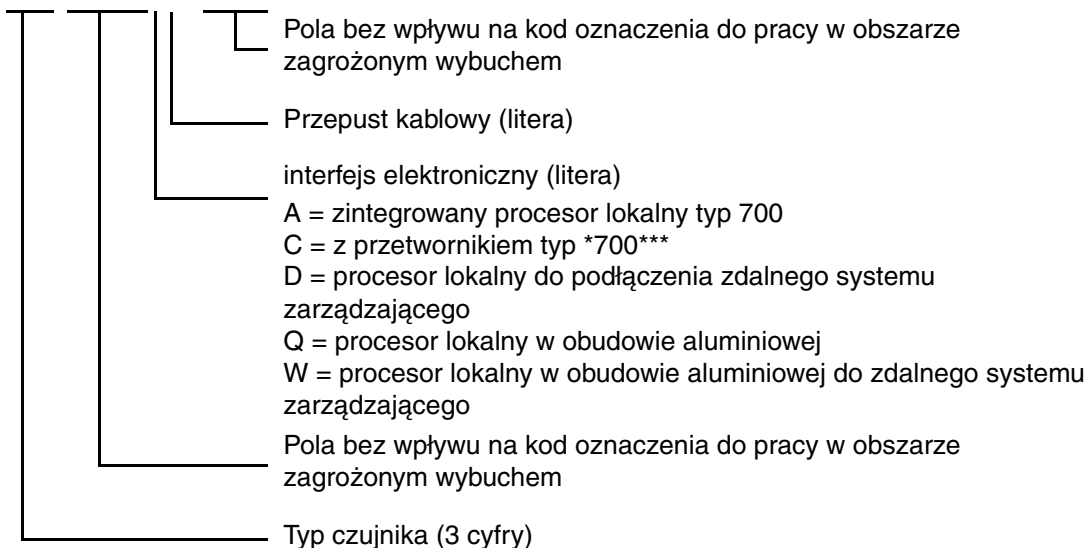 Pola bez wpływu na kod oznaczenia do pracy w obszarze
zagrożonym wybuchem
Przepust kablowy (litera)
interfejs elektroniczny (litera)
A = zintegrowany procesor lokalny typ 700
C = z przetwornikiem typ *700***
D = procesor lokalny do podłączenia zdalnego systemu
zarządzającego
Q = procesor lokalny w obudowie aluminiowej
W = procesor lokalny w obudowie aluminiowej do zdalnego systemu
zarządzającego
Pola bez wpływu na kod oznaczenia do pracy w obszarze
zagrożonym wybuchem
Typ czujnika (3 cyfry)